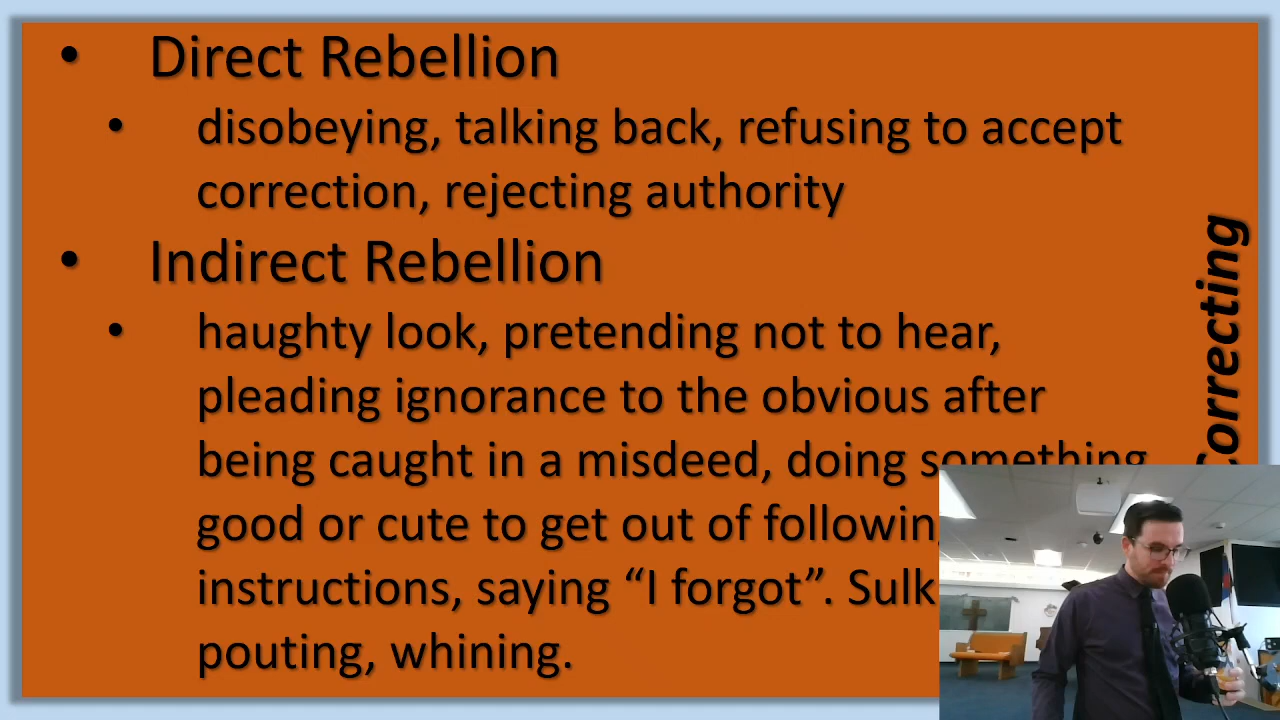 • Direct Rebellion
• disobeying, talking back, refusing to accept
correction, rejecting authority
• Indirect Rebellion
• haughty look, pretending not to hear,
pleading ignorance to the obvious after
being caught in a misdeed, doing something
good or cute to get out of
instructions, saying “I forgot”.
pouting, whining.
Correcting